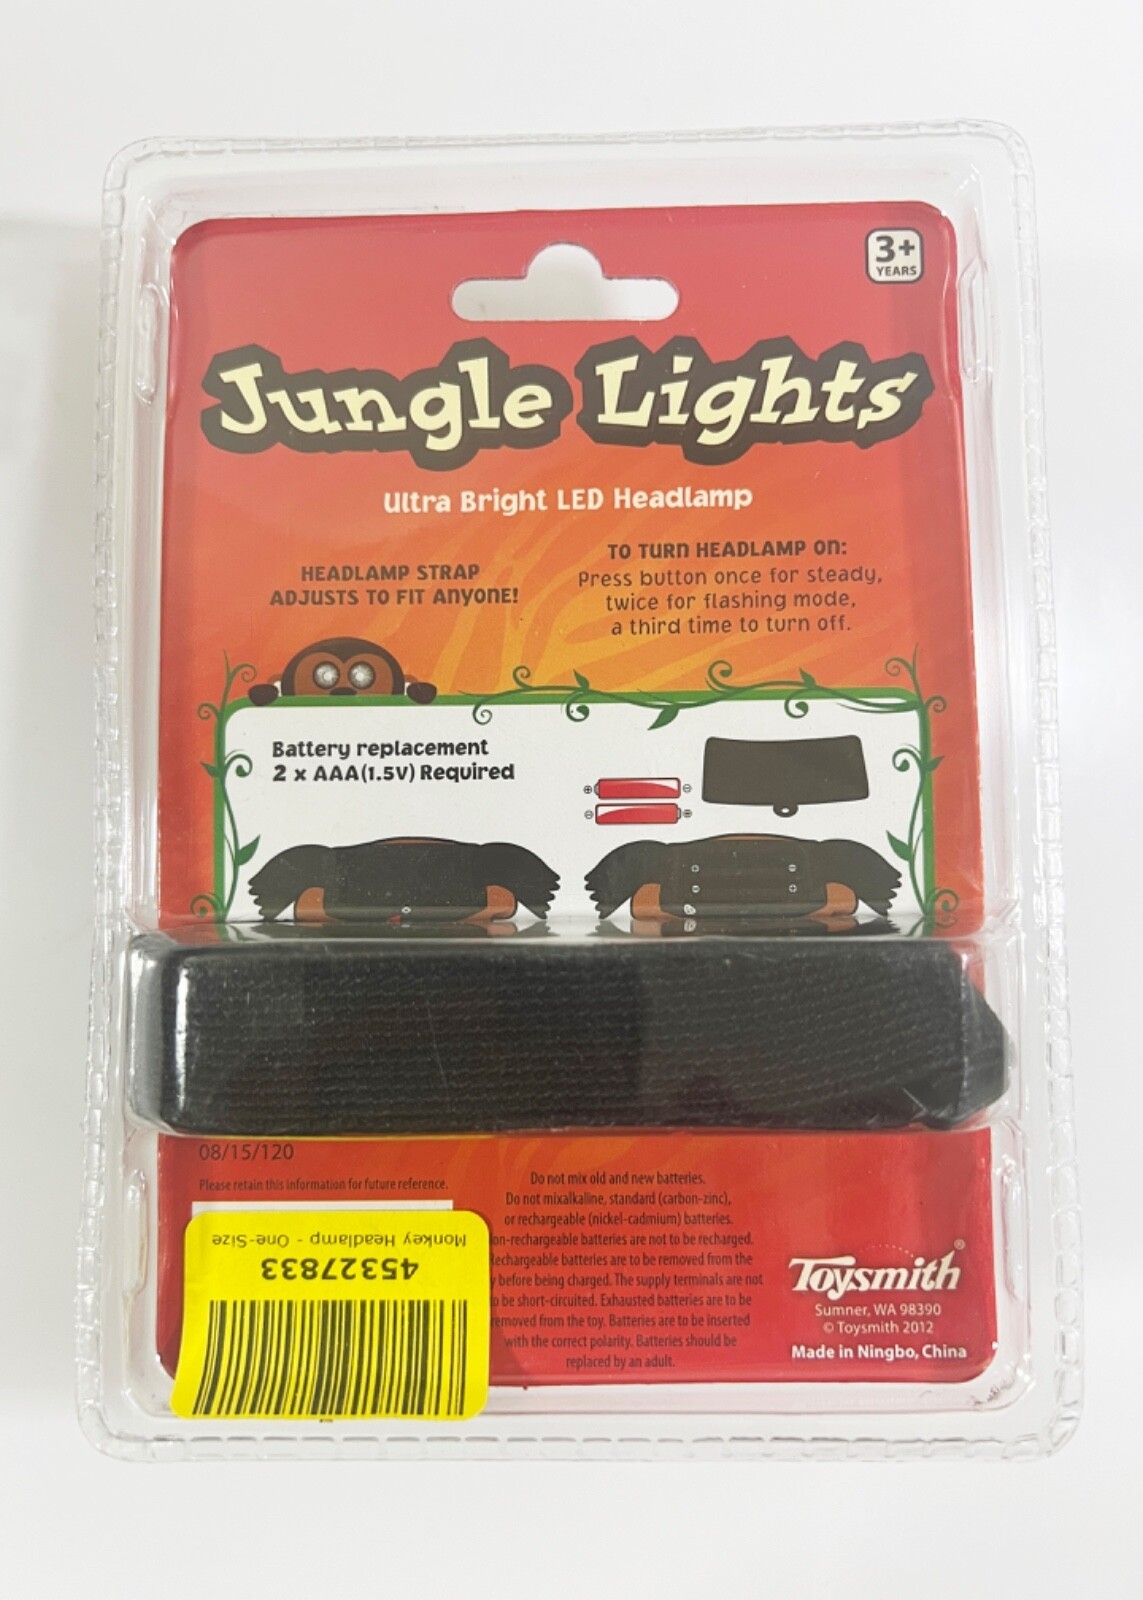 3+
YEARS
Jungle Lights
Ultra Bright LED Headlamp
HEADLAMP STRAP
ADJUSTS TO FIT ANYONE!
TO TURN HEADLAMP ON:
Press button once for steady,
twice for flashing mode,
a third time to turn off.
Battery replacement
2 x AAA(1.5V) Required
08/15/120
Please retain this information for future reference.
Monkey Headlamp - One-Size
45327833
Do not mix old and new batteries.
Do not mixalkaline, standard (carbon-zinc),
or rechargeable (nickel-cadmium) batteries.
on-rechargeable batteries are not to be recharged.
Rechargeable batteries are to be removed from the
y before being charged. The supply terminals are not
to be short-circuited. Exhausted batteries are to be
removed from the toy. Batteries are to be inserted
with the correct polarity. Batteries should be
replaced by an adult.
Toysmith®
Sumner, WA 98390
© Toysmith 2012
Made in Ningbo, China